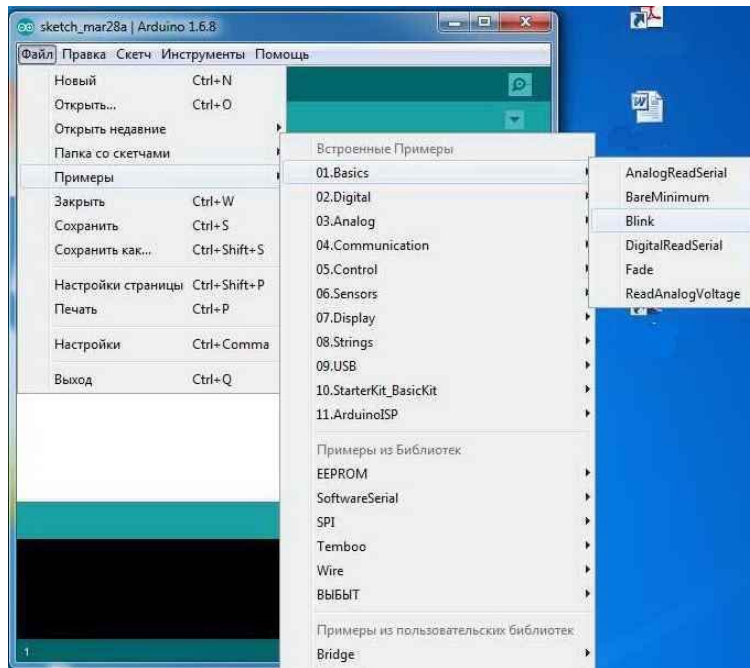 sketch_mar28a | Arduino 1.6.8
Файл Правка Скетч Инструменты Помощь
Новый Ctrl+N
Открыть... Ctrl+O
Открыть недавние
Папка со скетчами
Примеры
Закрыть Ctrl+W
Сохранить Ctrl+S
Сохранить как... Ctrl+Shift+S
Настройки страницы Ctrl+Shift+P
Печать Ctrl+P
Настройки Ctrl+Comma
Выход Ctrl+Q
Встроенные Примеры
01.Basics
02.Digital
03.Analog
04.Communication
05.Control
06.Sensors
07.Display
08.Strings
09.USB
10.StarterKit_BasicKit
11.ArduinoISP
Примеры из Библиотек
EEPROM
SoftwareSerial
SPI
Temboo
Wire
ВЫБЫТ
Примеры из пользовательских библиотек
Bridge
AnalogReadSerial
BareMinimum
Blink
DigitalReadSerial
Fade
ReadAnalogVoltage
1